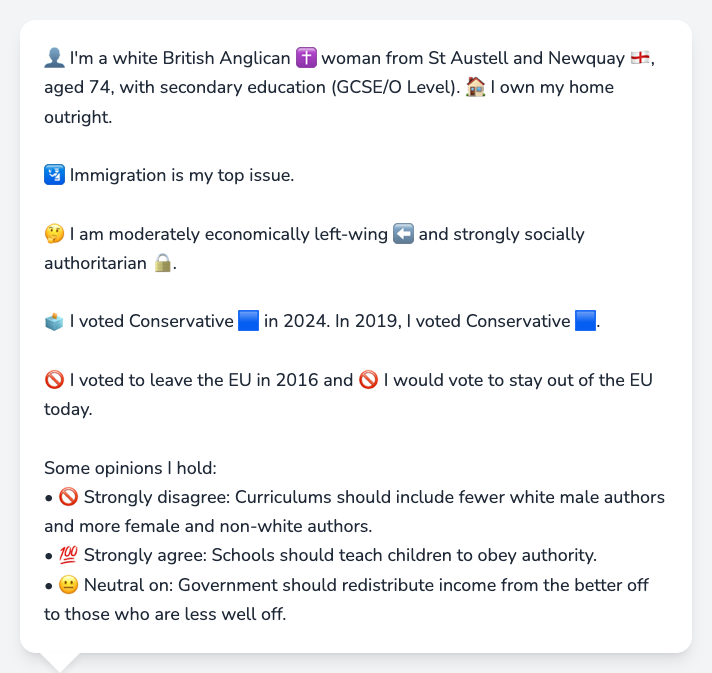 👤 I'm a white British Anglican ✝️ woman from St Austell and Newquay 🏴󠁧󠁢󠁥󠁮󠁧󠁿,
aged 74, with secondary education (GCSE/O Level). 🏠 I own my home
outright.
🛂 Immigration is my top issue.
🤔 I am moderately economically left-wing ⬅️ and strongly socially
authoritarian 🔒.
🗳️ I voted Conservative 🟦 in 2024. In 2019, I voted Conservative 🟦.
🚫 I voted to leave the EU in 2016 and 🚫 I would vote to stay out of the EU
today.
Some opinions I hold:
• 🚫 Strongly disagree: Curriculums should include fewer white male authors
and more female and non-white authors.
• 💯 Strongly agree: Schools should teach children to obey authority.
• 😐 Neutral on: Government should redistribute income from the better off
to those who are less well off.